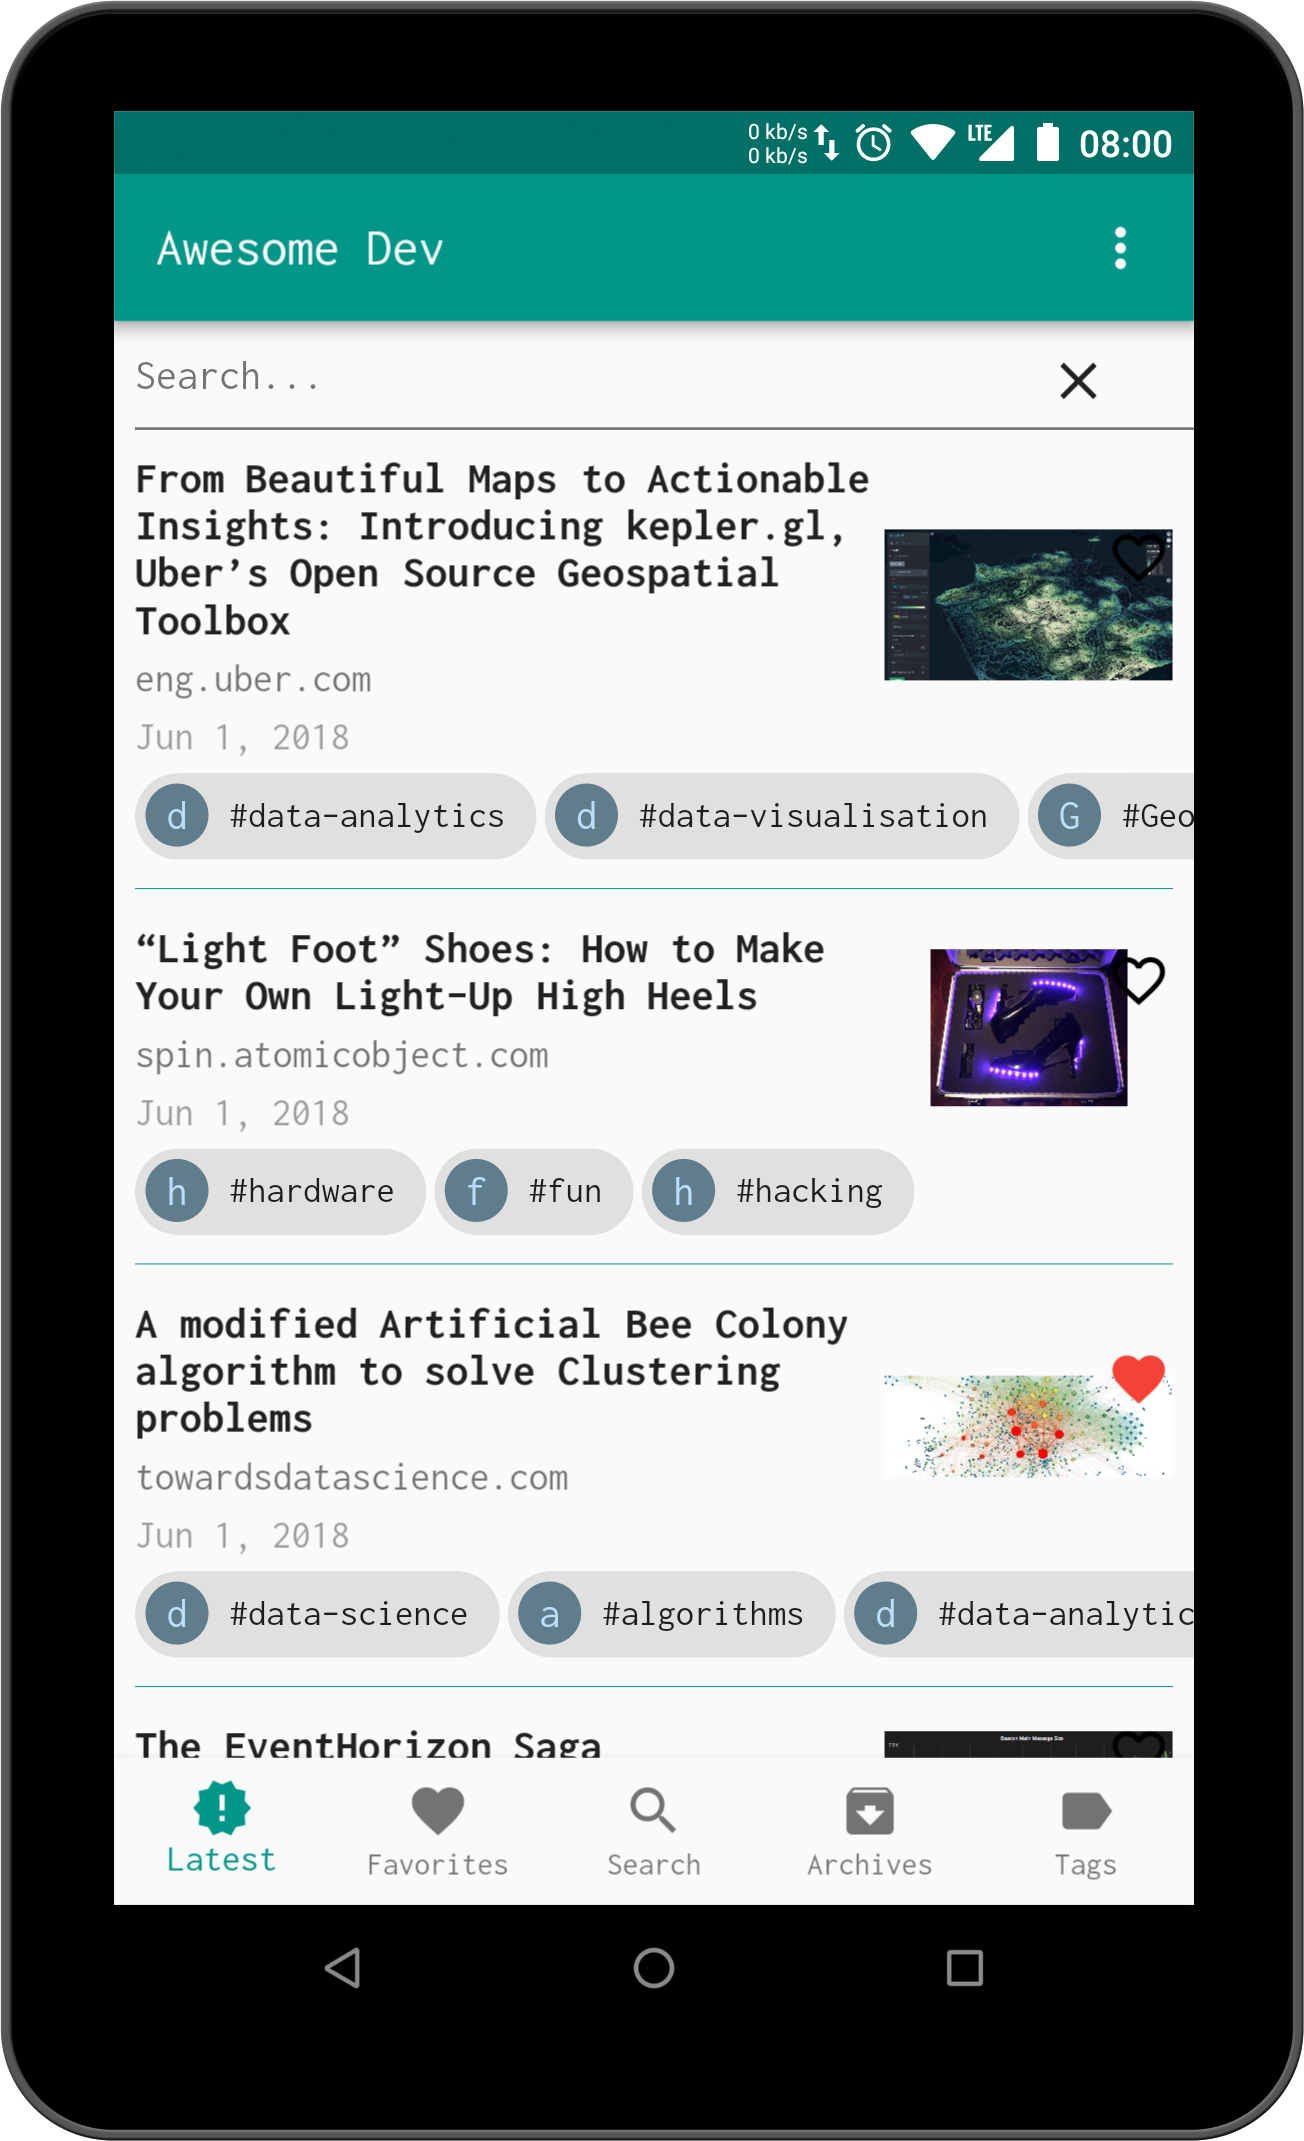 0 kb/s
0 kb/s
LTE
08:00
Awesome Dev
Search...
From Beautiful Maps to Actionable
Insights: Introducing kepler.gl,
Uber’s Open Source Geospatial
Toolbox
eng.uber.com
Jun 1, 2018
d #data-analytics d #data-visualisation G #Geo
“Light Foot” Shoes: How to Make
Your Own Light-Up High Heels
spin.atomicobject.com
Jun 1, 2018
h #hardware f #fun h #hacking
A modified Artificial Bee Colony
algorithm to solve Clustering
problems
towardsdatascience.com
Jun 1, 2018
d #data-science a #algorithms d #data-analytic
The EventHorizon Saga
Latest Favorites Search Archives Tags